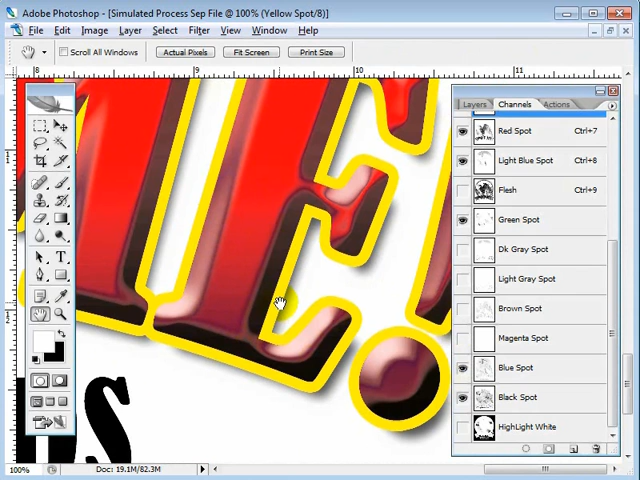 Adobe Photoshop - [Simulated Process Sep File @ 100% (Yellow Spot/8)]
File Edit Image Layer Select Filter View Window Help
Scroll All Windows Actual Pixels Fit Screen Print Size
8 9 10 11
Layers Channels Actions
Red Spot Ctrl+7
Light Blue Spot Ctrl+8
Flesh Ctrl+9
Green Spot
Dk Gray Spot
Light Gray Spot
Brown Spot
Magenta Spot
Blue Spot
Black Spot
HighLight White
ME!
DS
100% Doc: 19.1M/82.3M